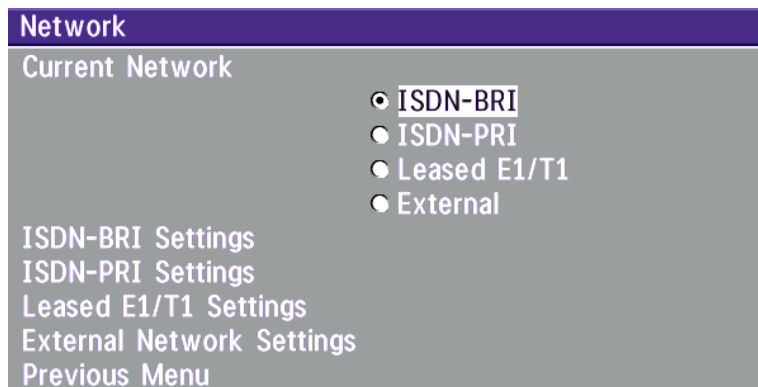 Network
Current Network
ISDN-BRI
ISDN-PRI
Leased E1/T1
External
ISDN-BRI Settings
ISDN-PRI Settings
Leased E1/T1 Settings
External Network Settings
Previous Menu